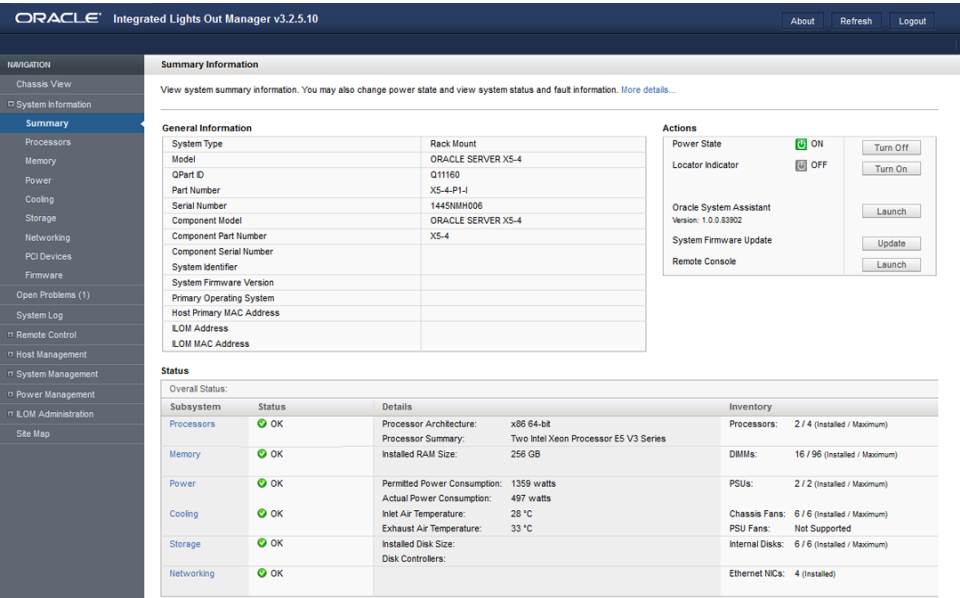 ORACLE® Integrated Lights Out Manager v3.2.5.10
About Refresh Logout
NAVIGATION
Chassis View
System Information
Summary
Processors
Memory
Power
Cooling
Storage
Networking
PCI Devices
Firmware
Open Problems (1)
System Log
Remote Control
Host Management
System Management
Power Management
ILOM Administration
Site Map
Summary Information
View system summary information. You may also change power state and view system status and fault information. More details...
General Information
System Type Rack Mount
Model ORACLE SERVER X5-4
QPart ID Q11160
Part Number X5-4-P1-I
Serial Number 1445NMH006
Component Model ORACLE SERVER X5-4
Component Part Number X5-4
Component Serial Number
System Identifier
System Firmware Version
Primary Operating System
Host Primary MAC Address
ILOM Address
ILOM MAC Address
Actions
Power State ON Turn Off
Locator Indicator OFF Turn On
Oracle System Assistant Launch
Version: 1.0.0.83902
System Firmware Update Update
Remote Console Launch
Status
Overall Status:
Subsystem Status Details Inventory
Processors OK Processor Architecture: x86 64-bit Processors: 2 / 4 (Installed / Maximum)
Processor Summary: Two Intel Xeon Processor E5 V3 Series
Memory OK Installed RAM Size: 256 GB DIMMs: 16 / 96 (Installed / Maximum)
Power OK Permitted Power Consumption: 1359 watts PSUs: 2 / 2 (Installed / Maximum)
Actual Power Consumption: 497 watts
Cooling OK Inlet Air Temperature: 28 °C Chassis Fans: 6 / 6 (Installed / Maximum)
Exhaust Air Temperature: 33 °C PSU Fans: Not Supported
Storage OK Installed Disk Size: Internal Disks: 6 / 6 (Installed / Maximum)
Disk Controllers:
Networking OK Ethernet NICs: 4 (Installed)